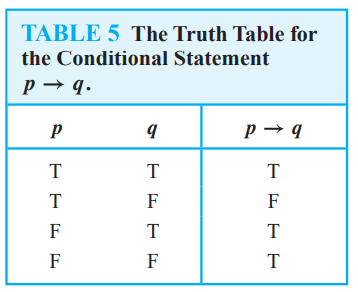 TABLE 5 The Truth Table for
the Conditional Statement
p → q.
p q p → q
T T T
T F F
F T T
F F T